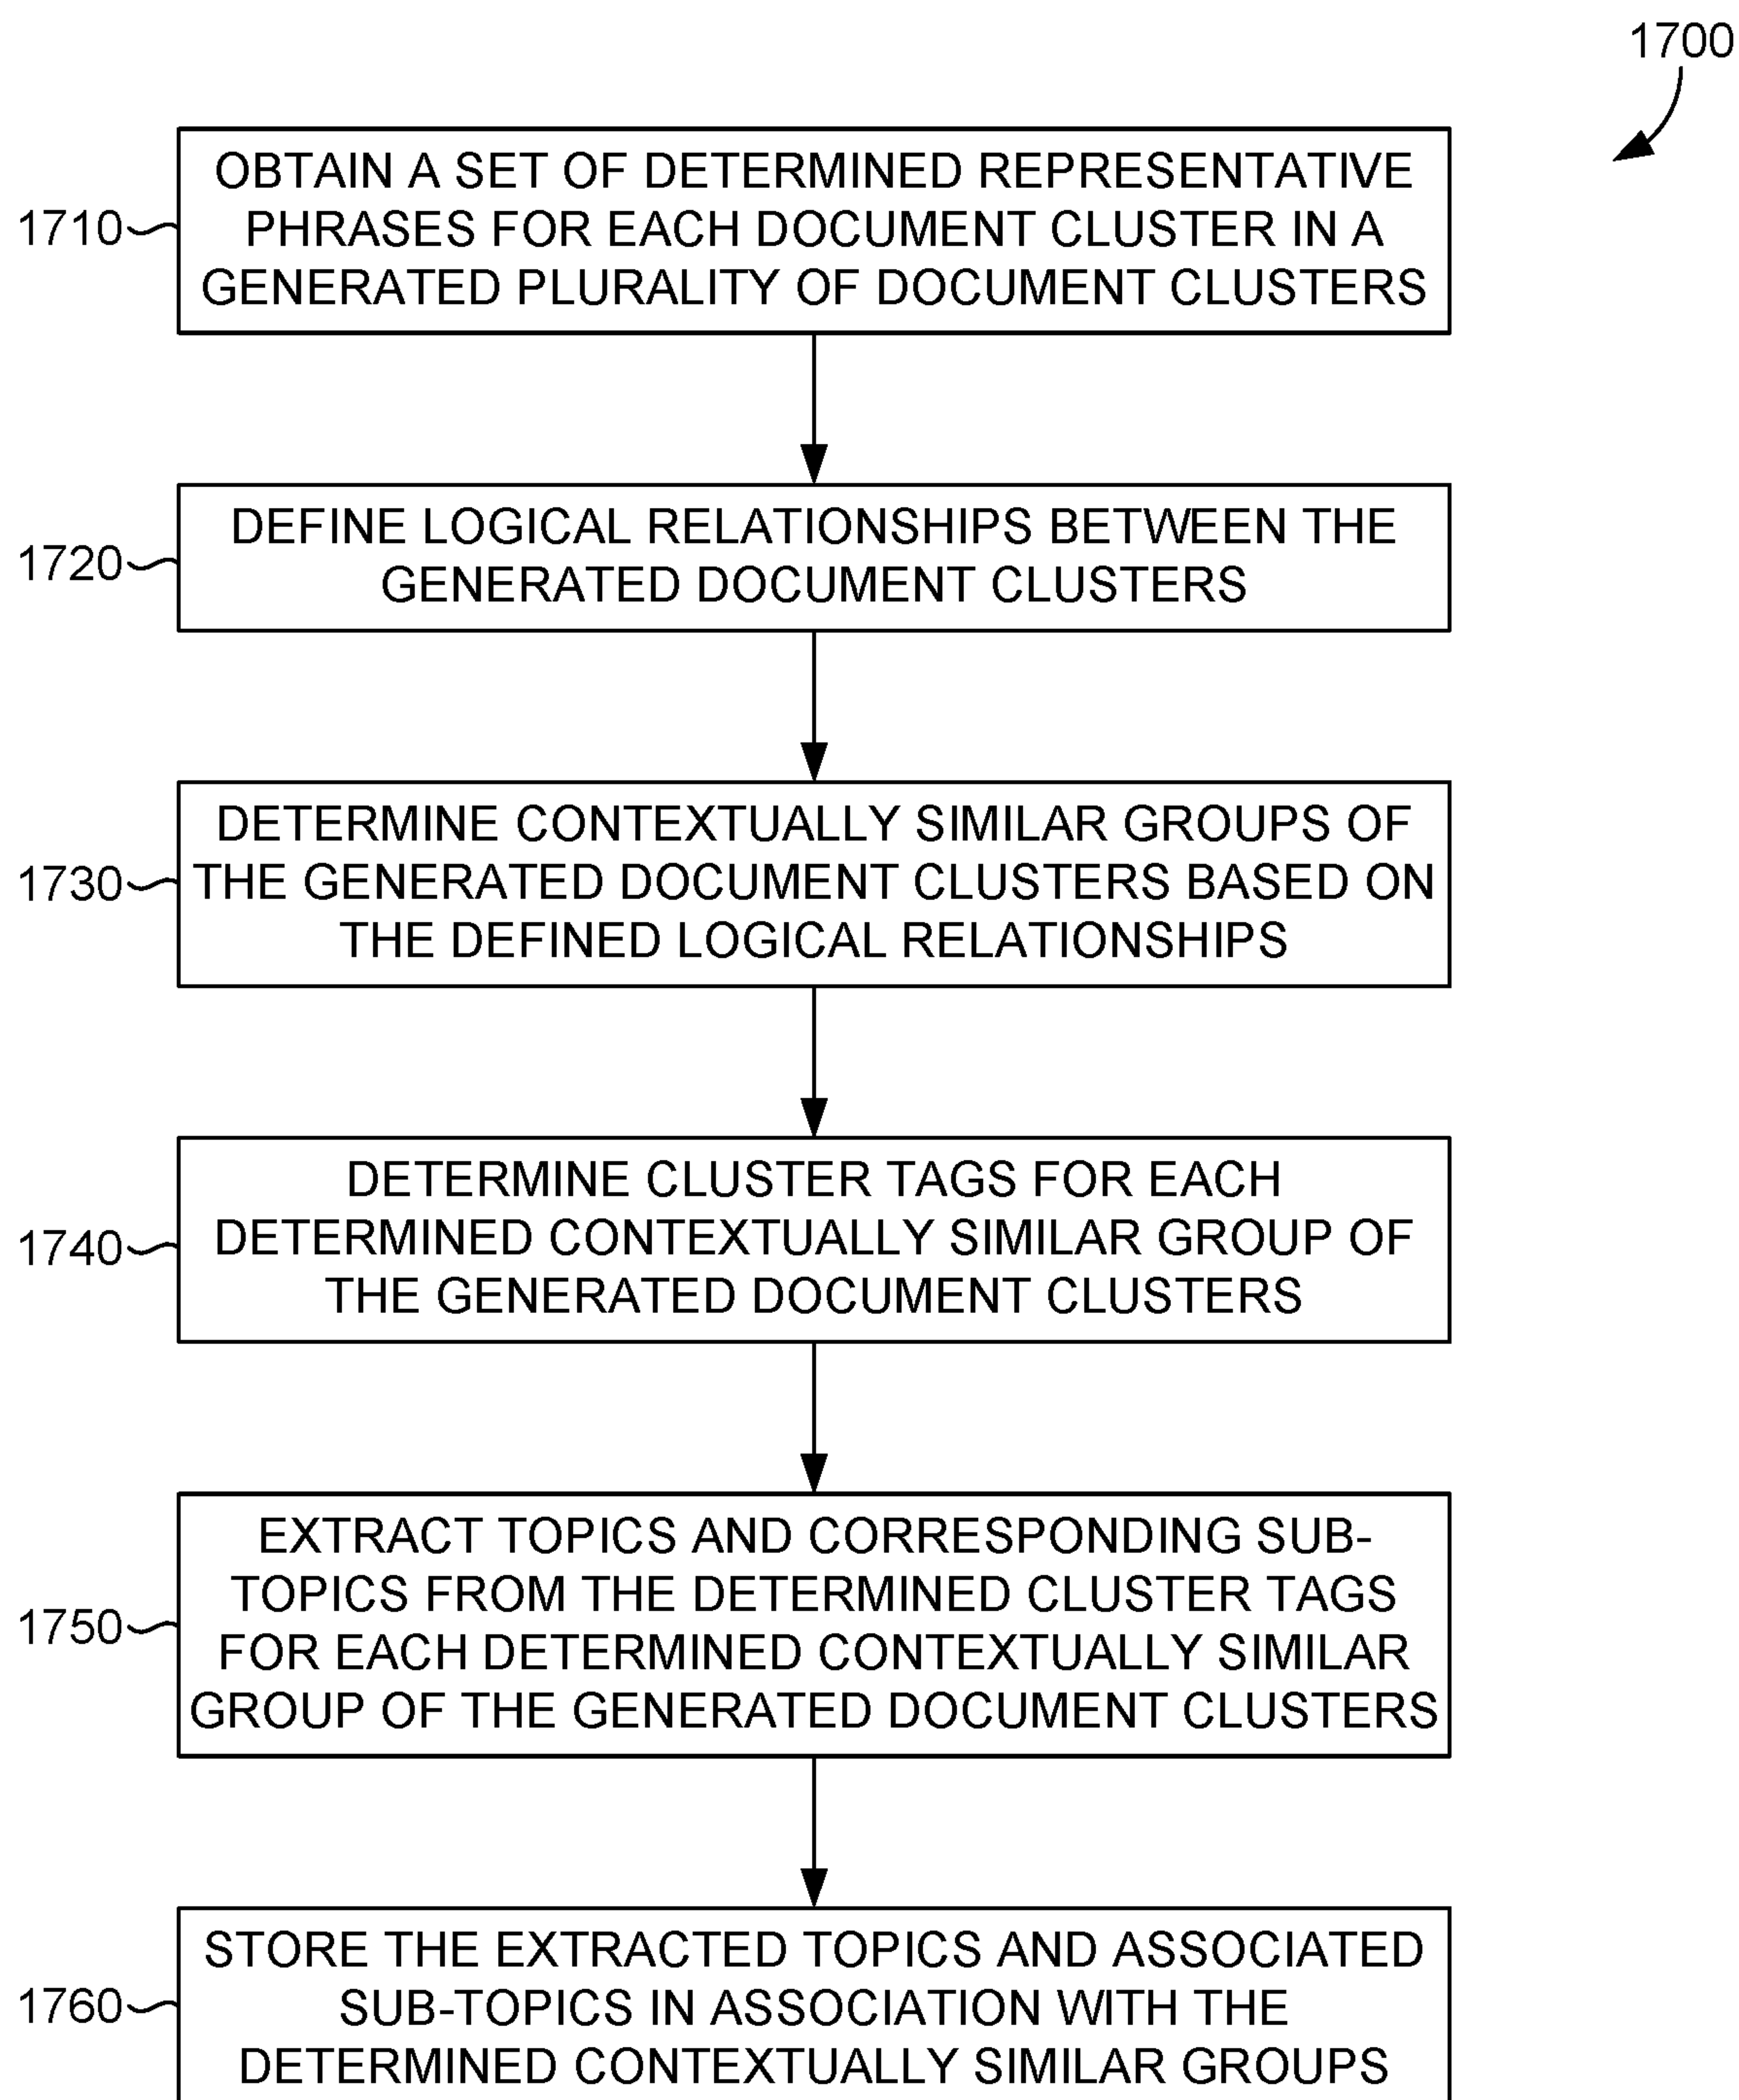 1700
OBTAIN A SET OF DETERMINED REPRESENTATIVE
PHRASES FOR EACH DOCUMENT CLUSTER IN A
GENERATED PLURALITY OF DOCUMENT CLUSTERS
1710
DEFINE LOGICAL RELATIONSHIPS BETWEEN THE
GENERATED DOCUMENT CLUSTERS
1720
DETERMINE CONTEXTUALLY SIMILAR GROUPS OF
THE GENERATED DOCUMENT CLUSTERS BASED ON
THE DEFINED LOGICAL RELATIONSHIPS
1730
DETERMINE CLUSTER TAGS FOR EACH
DETERMINED CONTEXTUALLY SIMILAR GROUP OF
THE GENERATED DOCUMENT CLUSTERS
1740
EXTRACT TOPICS AND CORRESPONDING SUB-
TOPICS FROM THE DETERMINED CLUSTER TAGS
FOR EACH DETERMINED CONTEXTUALLY SIMILAR
GROUP OF THE GENERATED DOCUMENT CLUSTERS
1750
STORE THE EXTRACTED TOPICS AND ASSOCIATED
SUB-TOPICS IN ASSOCIATION WITH THE
DETERMINED CONTEXTUALLY SIMILAR GROUPS
1760